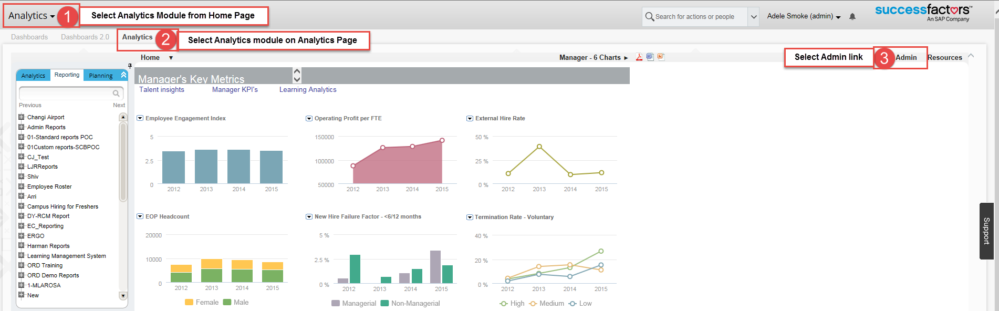 Analytics
1
Select Analytics Module from Home Page
Search for actions or people
Adele Smoke (admin)
successfactors™
An SAP Company
Dashboards
Dashboards 2.0
Analytics
2
Select Analytics module on Analytics Page
Home
Manager - 6 Charts
Select Admin link
3
Admin
Resources
Analytics
Reporting
Planning
Previous
Next
Changi Airport
Admin Reports
01-Standard reports POC
01Custom reports-SCBPOC
CJ_Test
LJRReports
Shiv
Employee Roster
Arri
Campus Hiring for Freshers
DY-RCM Report
EC_Reporting
ERGO
Harman Reports
Learning Management System
ORD Training
ORD Demo Reports
1-MLAROSA
New
Manager's Key Metrics
Talent insights
Manager KPI's
Learning Analytics
Employee Engagement Index
5
2.5
0
2012 2013 2014 2015
Operating Profit per FTE
150000
100000
50000
2012 2013 2014 2015
External Hire Rate
50 %
25 %
0 %
2012 2013 2014 2015
EOP Headcount
20000
10000
0
2012 2013 2014 2015
Female Male
New Hire Failure Factor - <6/12 months
5 %
2.5 %
0 %
2012 2013 2014 2015
Managerial Non-Managerial
Termination Rate - Voluntary
40 %
20 %
0 %
2012 2013 2014 2015
High Medium Low
Support